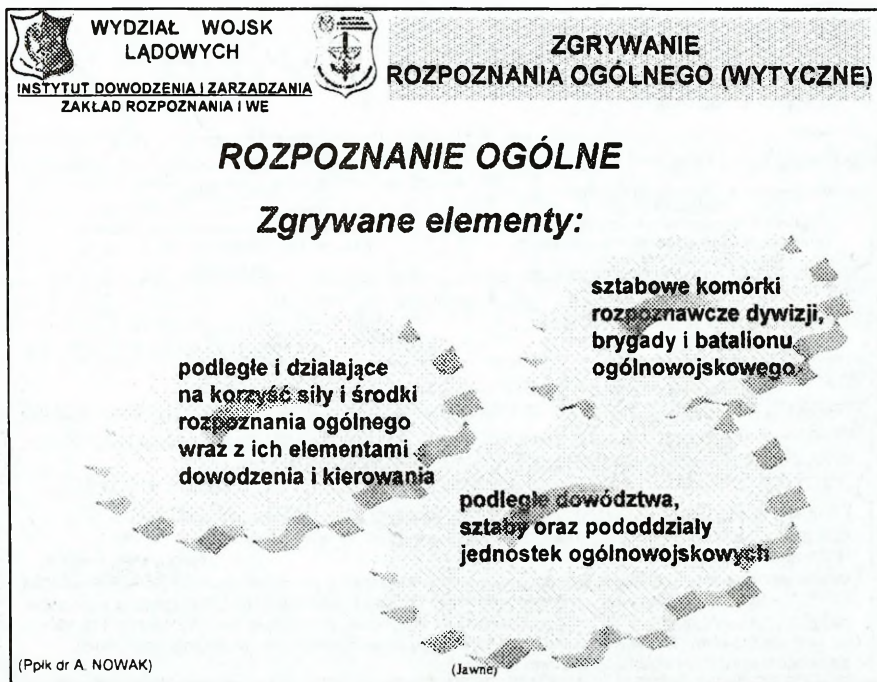 WYDZIAŁ WOJSK
LĄDOWYCH
INSTYTUT DOWODZENIA I ZARZĄDZANIA
ZAKŁAD ROZPOZNANIA I WE
ZGRYWANIE
ROZPOZNANIA OGÓLNEGO (WYTYCZNE)
ROZPOZNANIE OGÓLNE
Zgrywane elementy:
sztabowe komórki
rozpoznawcze dywizji,
brygady i batalionu
ogólnowojskowego
podległe i działające
na korzyść siły i środki
rozpoznania ogólnego
wraz z ich elementami
dowodzenia i kierowania
podległe dowództwa,
sztaby oraz pododdziały
jednostek ogólnowojskowych
(Ppłk dr A. NOWAK)
(Jawne)